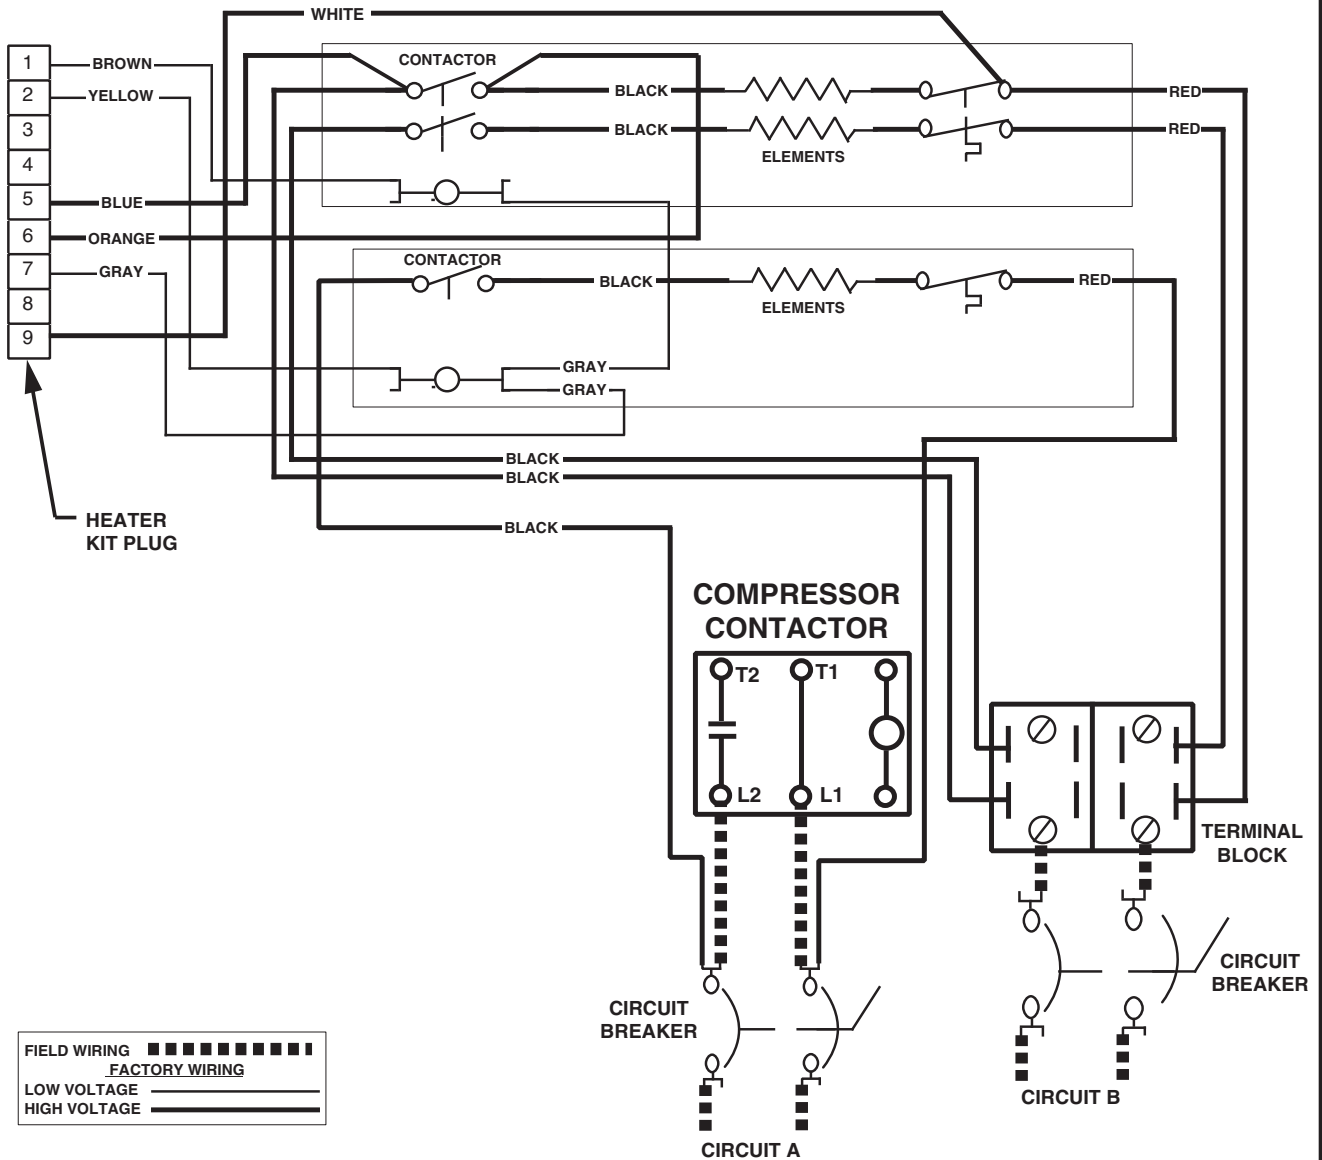 WHITE
CONTACTOR
1
BROWN
2
YELLOW
BLACK
RED
3
BLACK
RED
ELEMENTS
4
5
BLUE
6
ORANGE
CONTACTOR
7
GRAY
BLACK
RED
8
ELEMENTS
9
GRAY
GRAY
BLACK
BLACK
HEATER
KIT PLUG
BLACK
COMPRESSOR
CONTACTOR
T2
T1
L2
L1
TERMINAL
BLOCK
CIRCUIT
BREAKER
CIRCUIT
BREAKER
FIELD WIRING
FACTORY WIRING
LOW VOLTAGE
HIGH VOLTAGE
CIRCUIT B
CIRCUIT A